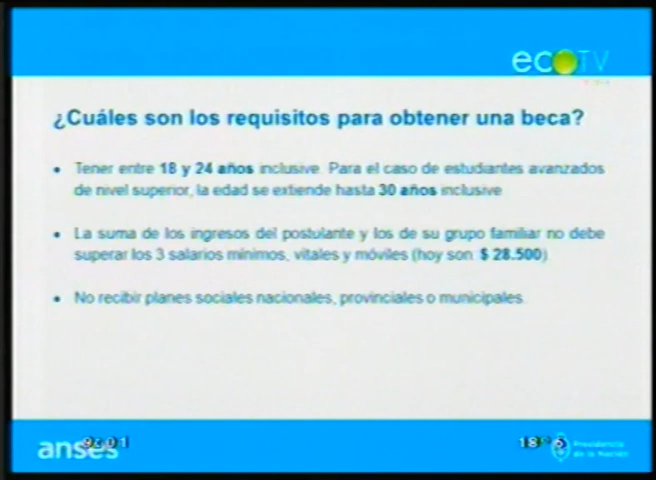 ecoTV
¿Cuáles son los requisitos para obtener una beca?
• Tener entre 18 y 24 años inclusive. Para el caso de estudiantes avanzados
de nivel superior, la edad se extiende hasta 30 años inclusive
• La suma de los ingresos del postulante y los de su grupo familiar no debe
superar los 3 salarios mínimos, vitales y móviles (hoy son $ 28.500)
• No recibir planes sociales nacionales, provinciales o municipales
anses
Presidencia
de la Nación